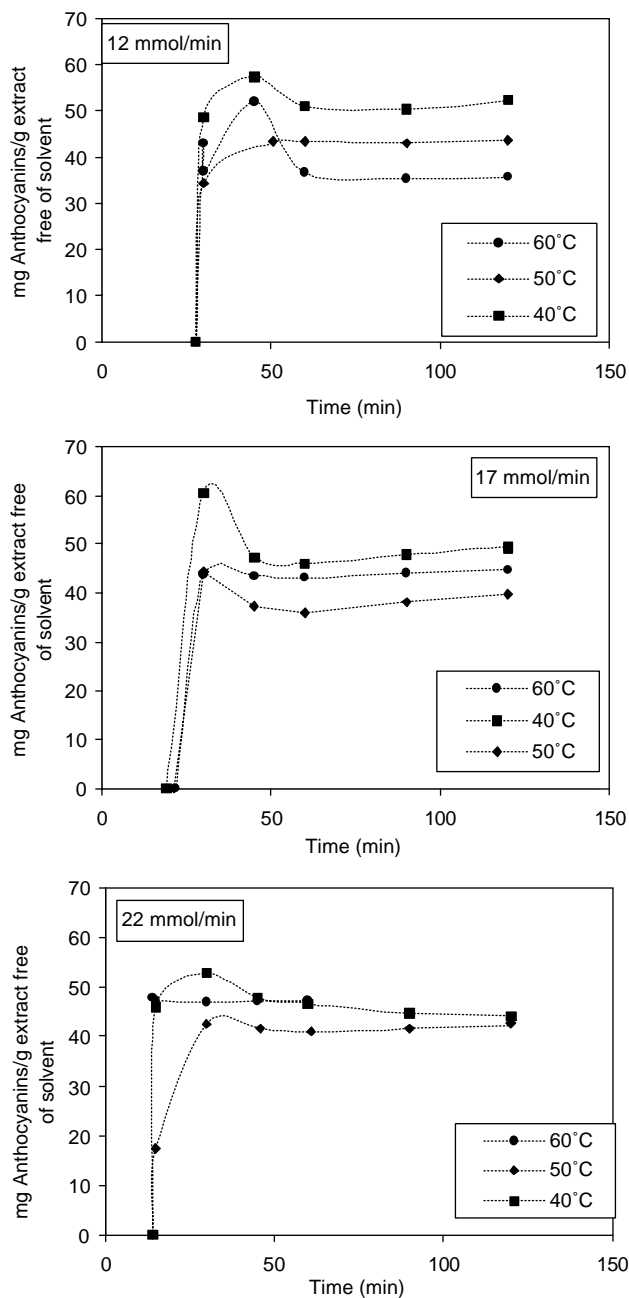 12 mmol/min
mg Anthocyanins/g extract
free of solvent
70
60
50
40
30
20
10
0
0 50 100 150
Time (min)
60˚C
50˚C
40˚C
17 mmol/min
mg Anthocyanins/g extract free
of solvent
70
60
50
40
30
20
10
0
0 50 100 150
Time (min)
60˚C
40˚C
50˚C
22 mmol/min
mg Anthocyanins/g extract free
of solvent
70
60
50
40
30
20
10
0
0 50 100 150
Time (min)
60˚C
50˚C
40˚C